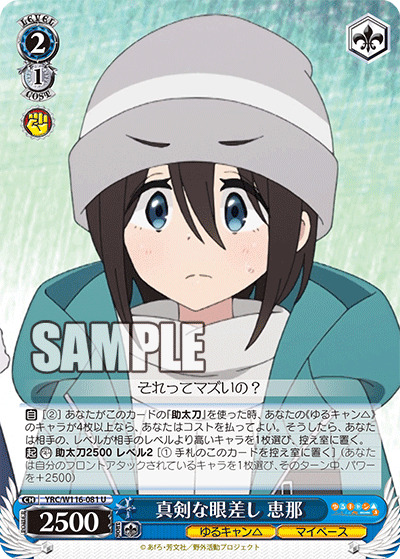 LEVEL
2
1
COST
SAMPLE
それってマズいの？
自 [②] あなたがこのカードの「助太刀」を使った時、あなたの《ゆるキャン△》
のキャラが4枚以上なら、あなたはコストを払ってよい。そうしたら、あな
たは相手の、レベルが相手のレベルより高いキャラを1枚選び、控え室に置く。
起 助太刀2500 レベル2 [① 手札のこのカードを控え室に置く] （あなた
は自分のフロントアタックされているキャラを1枚選び、そのターン中、パワー
を＋2500）
CH YRC/W116-081 U
2500
POWER
真剣な眼差し 恵那
ゆるキャン△
ゆるキャン△ マイペース
© あfろ・芳文社／野外活動プロジェクト